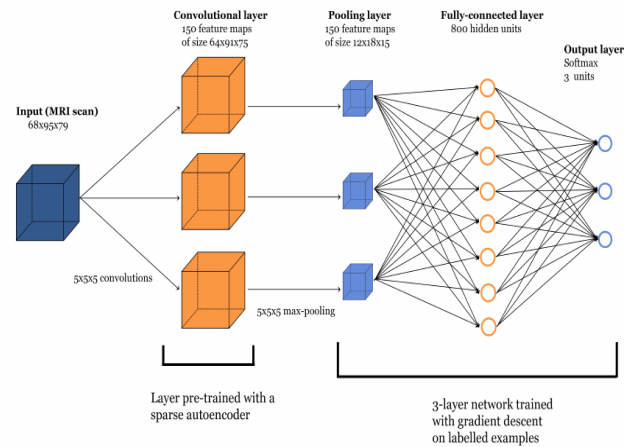 Convolutional layer
150 feature maps
of size 64x91x75
Pooling layer
150 feature maps
of size 12x18x15
Fully-connected layer
800 hidden units
Output layer
Softmax
3 units
Input (MRI scan)
68x95x79
5x5x5 convolutions
5x5x5 max-pooling
Layer pre-trained with a
sparse autoencoder
3-layer network trained
with gradient descent
on labelled examples